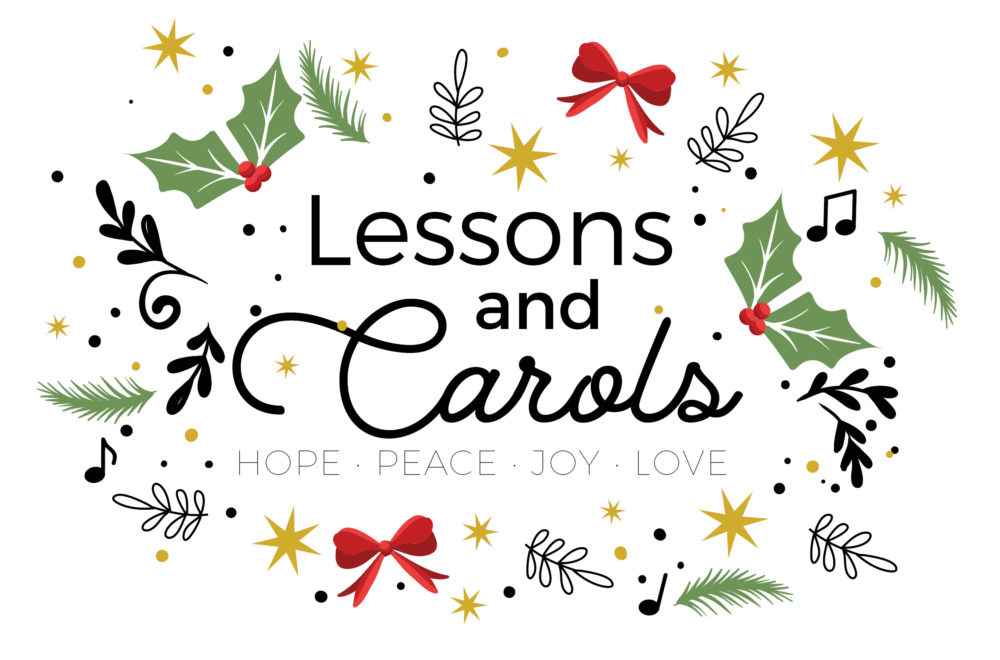 Lessons
and
Carols
HOPE · PEACE · JOY · LOVE